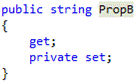 public string PropB
{
    get;
    private set;
}